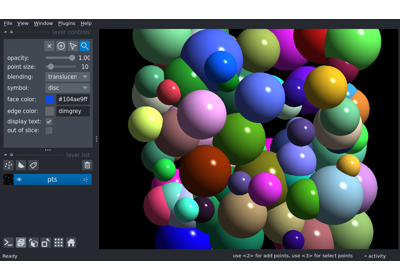 File View Window Plugins Help
layer controls
opacity: 1.00
point size: 10
blending: translucen
symbol: disc
face color: #104ae9ff
edge color: dimgrey
display text:
out of slice:
layer list
pts
use <2> for add points, use <3> for select points
activity